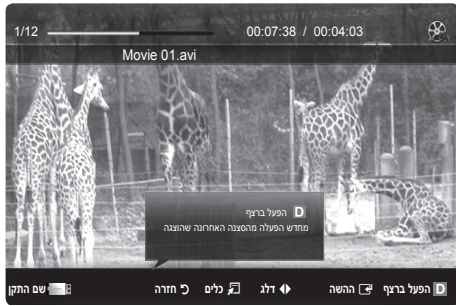 1/12 00:07:38 / 00:04:03
Movie 01.avi
D הפעל ברצף
מחדש הפעלה מהסצנה האחרונה שהוצגה
D הפעל ברצף השהה דלג כלים חזרה שם התקן